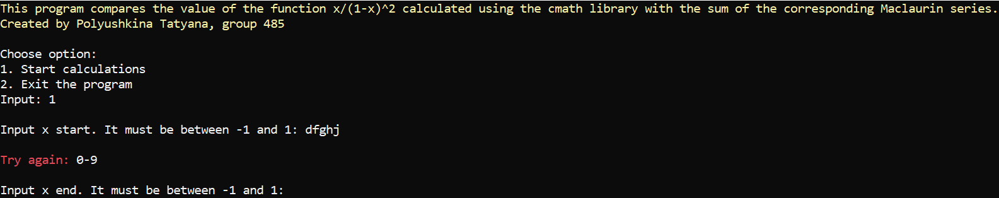 This program compares the value of the function x/(1-x)^2 calculated using the cmath library with the sum of the corresponding Maclaurin series.
Created by Polyushkina Tatyana, group 485
Choose option:
1. Start calculations
2. Exit the program
Input: 1
Input x start. It must be between -1 and 1: dfghj
Try again: 0-9
Input x end. It must be between -1 and 1: